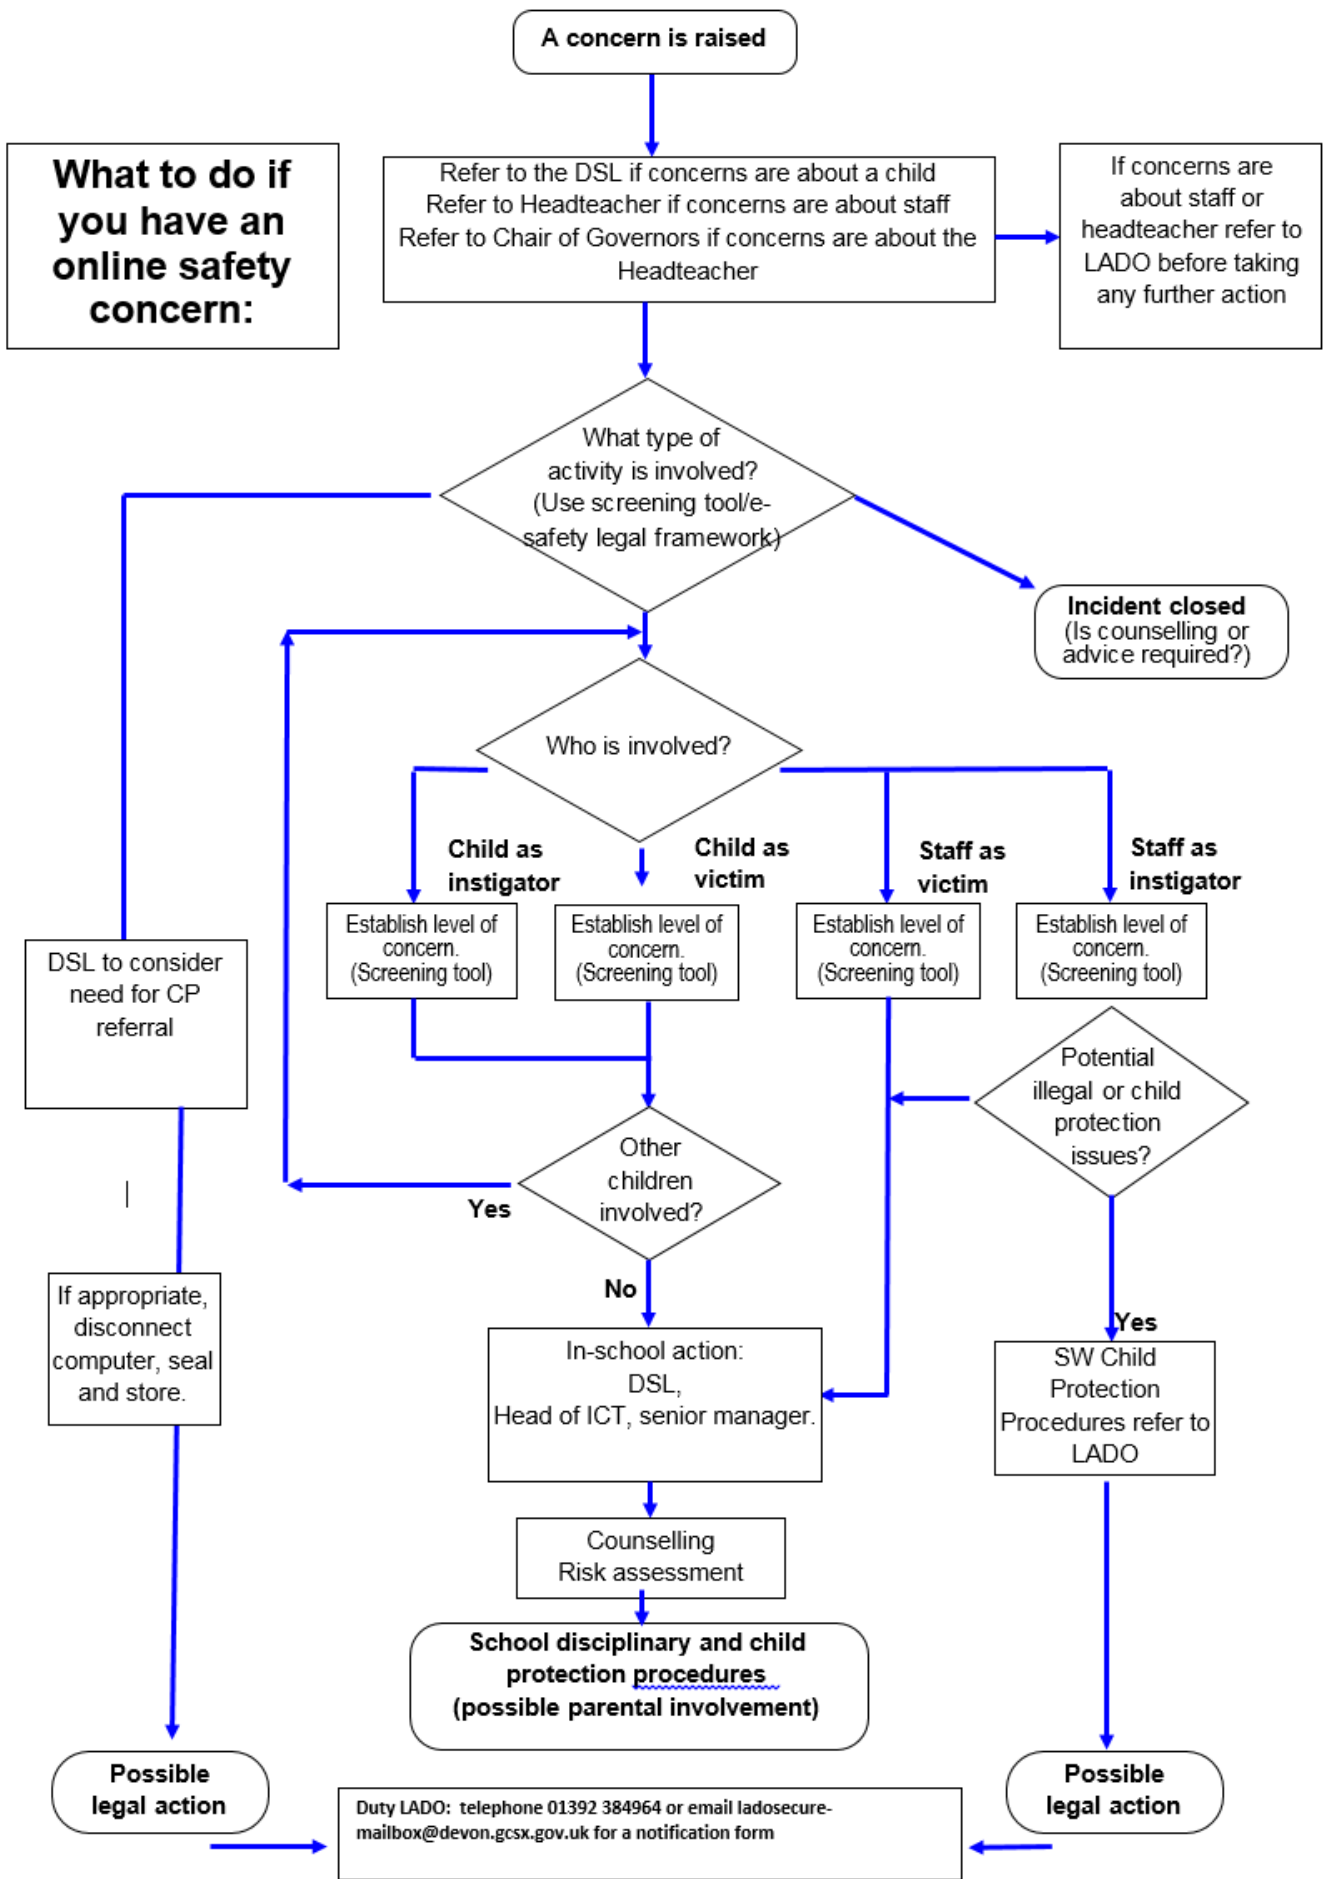 A concern is raised
What to do if
you have an
online safety
concern:
Refer to the DSL if concerns are about a child
Refer to Headteacher if concerns are about staff
Refer to Chair of Governors if concerns are about the
Headteacher
If concerns are
about staff or
headteacher refer to
LADO before taking
any further action
What type of
activity is involved?
(Use screening tool/e-
safety legal framework)
Incident closed
(Is counselling or
advice required?)
Who is involved?
Child as
instigator
Child as
victim
Staff as
victim
Staff as
instigator
Establish level of
concern.
(Screening tool)
Establish level of
concern.
(Screening tool)
Establish level of
concern.
(Screening tool)
Establish level of
concern.
(Screening tool)
DSL to consider
need for CP
referral
Potential
illegal or child
protection
issues?
Other
children
involved?
Yes
No
If appropriate,
disconnect
computer, seal
and store.
In-school action:
DSL,
Head of ICT, senior manager.
Yes
SW Child
Protection
Procedures refer to
LADO
Counselling
Risk assessment
School disciplinary and child
protection procedures
(possible parental involvement)
Possible
legal action
Possible
legal action
Duty LADO: telephone 01392 384964 or email ladosecure-
mailbox@devon.gcsx.gov.uk for a notification form